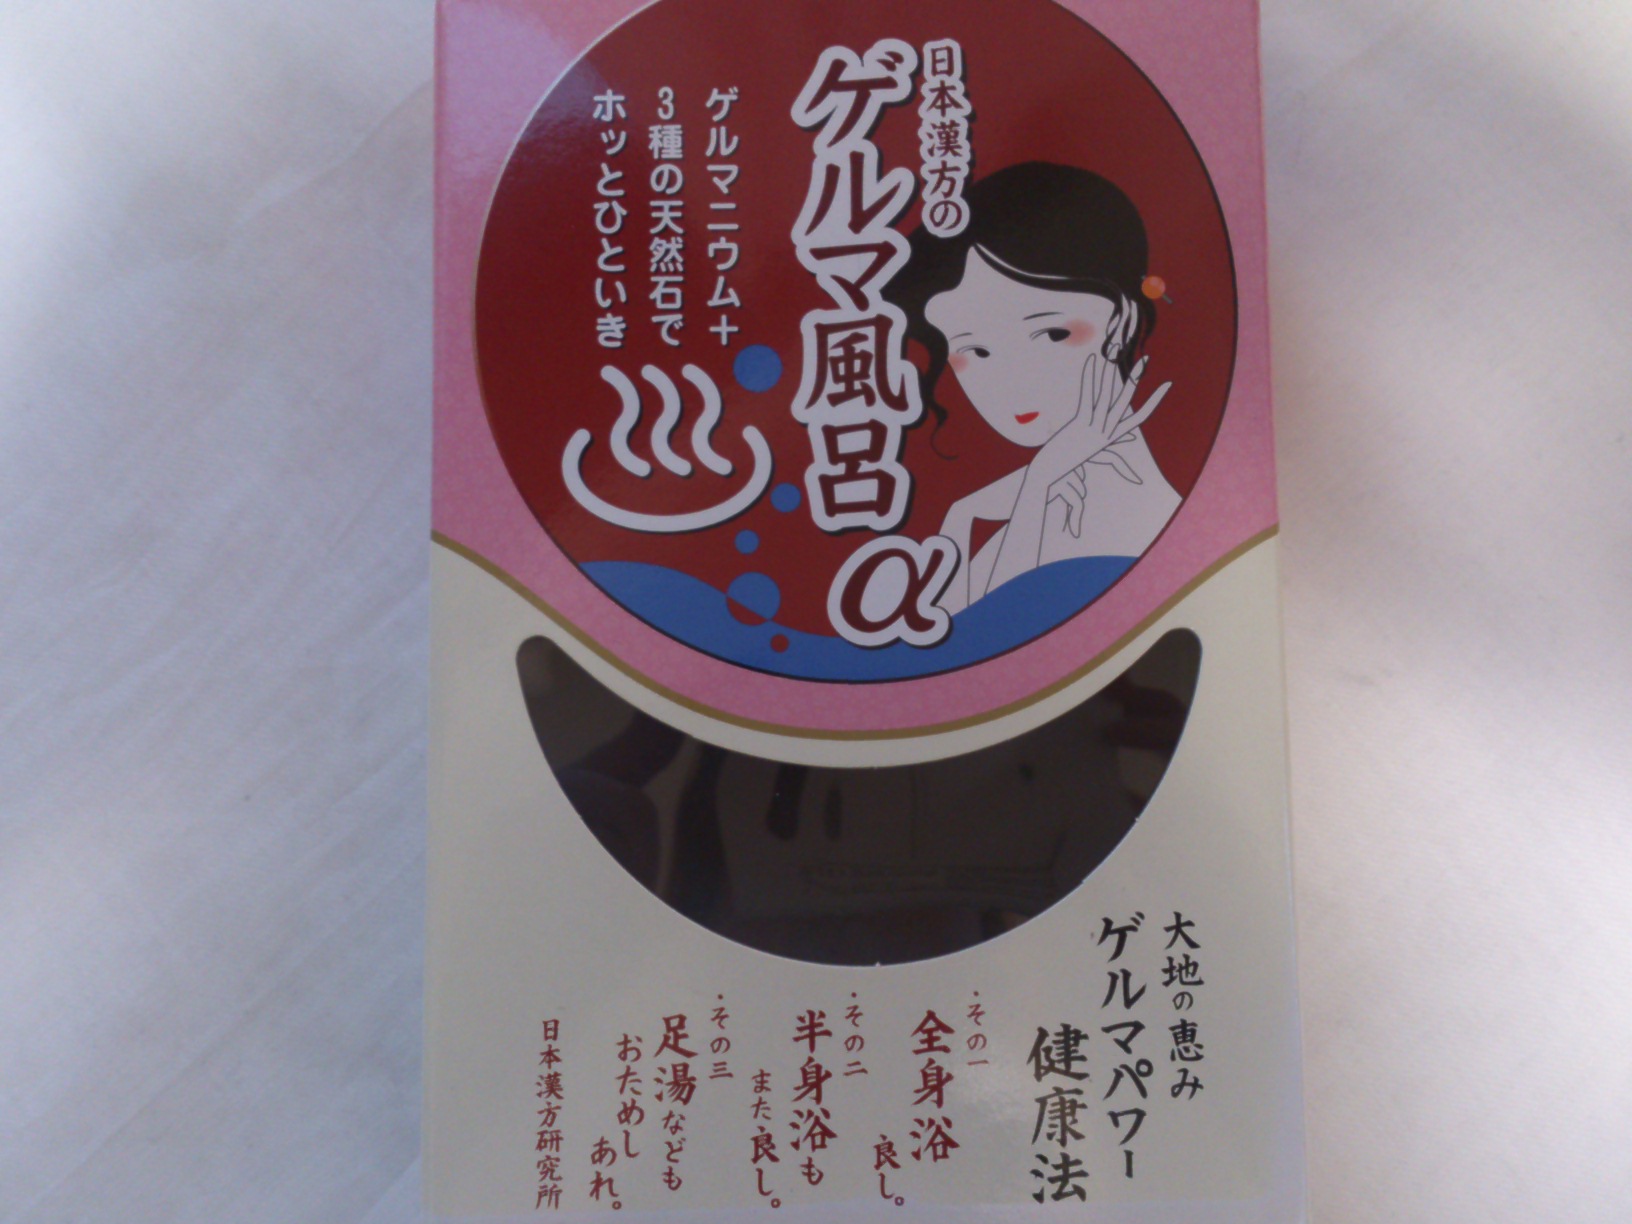 日本漢方の
ゲルマ風呂
α
ゲルマニウム＋
3種の天然石で
ホッとひといき
大地の恵み
ゲルマパワー
健康法
・その一
全身浴
良し。
・その二
半身浴も
また良し。
・その三
足湯なども
おためし
あれ。
日本漢方研究所